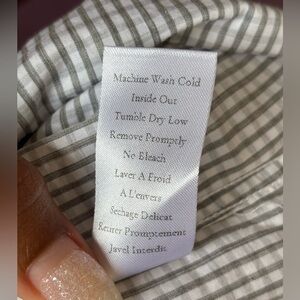 Machine Wash Cold
Inside Out
Tumble Dry Low
Remove Promptly
No Bleach
Laver A Froid
A L'envers
Sechage Delicat
Retirer Promptement
Javel Interdit